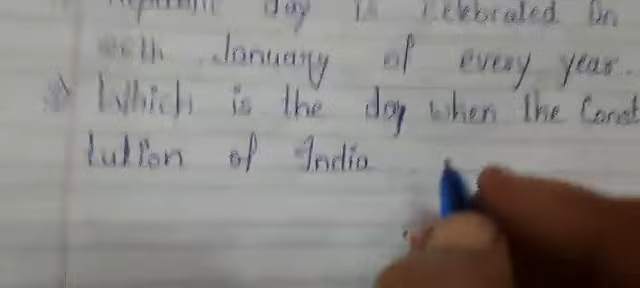 day is celebrated on
January of every year.
Which is the day when the Const
tution of India